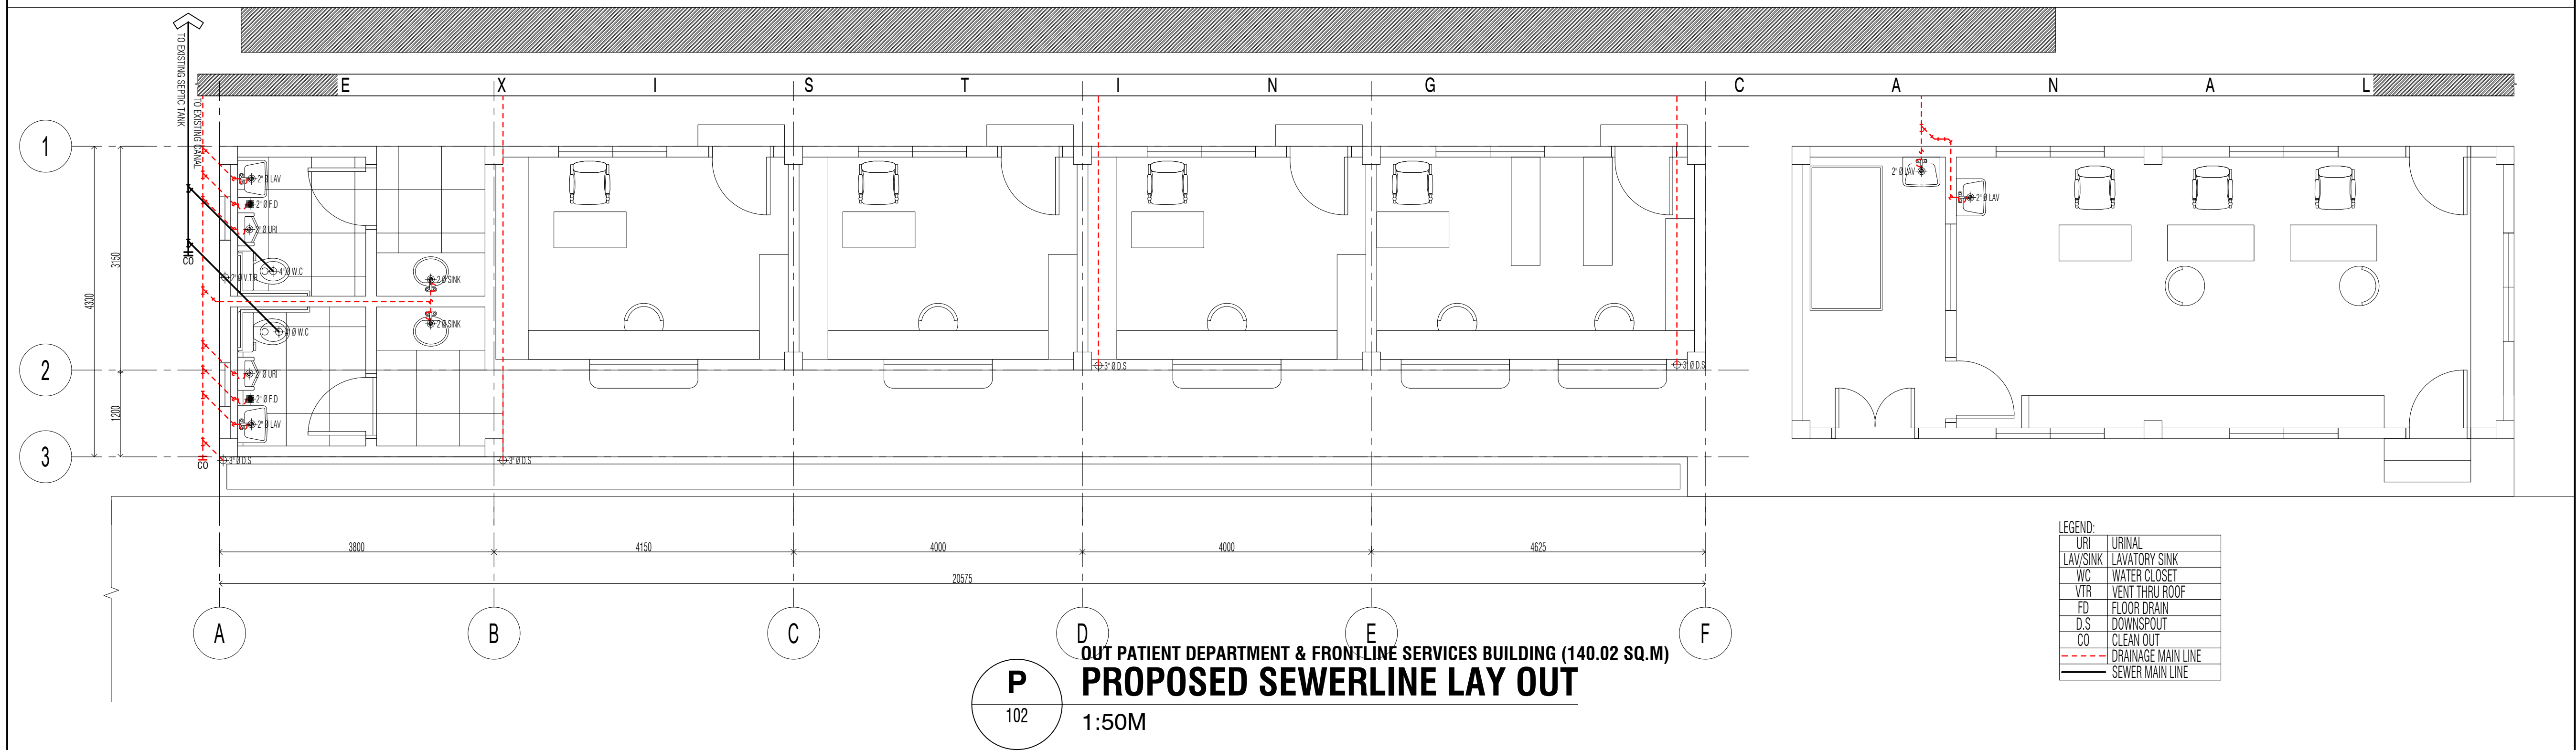 TO EXISTING SEPTIC TANK
TO EXISTING CANAL
E X I S T I N G C A N A L
1
2
3
4300
3150
1200
2" Ø LAV
2" Ø F.D
2" Ø URI
4" Ø W.C
2" Ø V.T.R
CO
2 Ø SINK
2 Ø SINK
4" Ø W.C
2" Ø URI
2" Ø F.D
2" Ø LAV
CO
3" Ø D.S
3" Ø D.S
3" Ø D.S
3" Ø D.S
2" Ø LAV
2" Ø LAV
3800
4150
4000
4000
4625
20575
A
B
C
D
E
F
P
102
OUT PATIENT DEPARTMENT & FRONTLINE SERVICES BUILDING (140.02 SQ.M)
PROPOSED SEWERLINE LAY OUT
1:50M
LEGEND:
URI URINAL
LAV/SINK LAVATORY SINK
WC WATER CLOSET
VTR VENT THRU ROOF
FD FLOOR DRAIN
D.S DOWNSPOUT
CO CLEAN OUT
DRAINAGE MAIN LINE
SEWER MAIN LINE